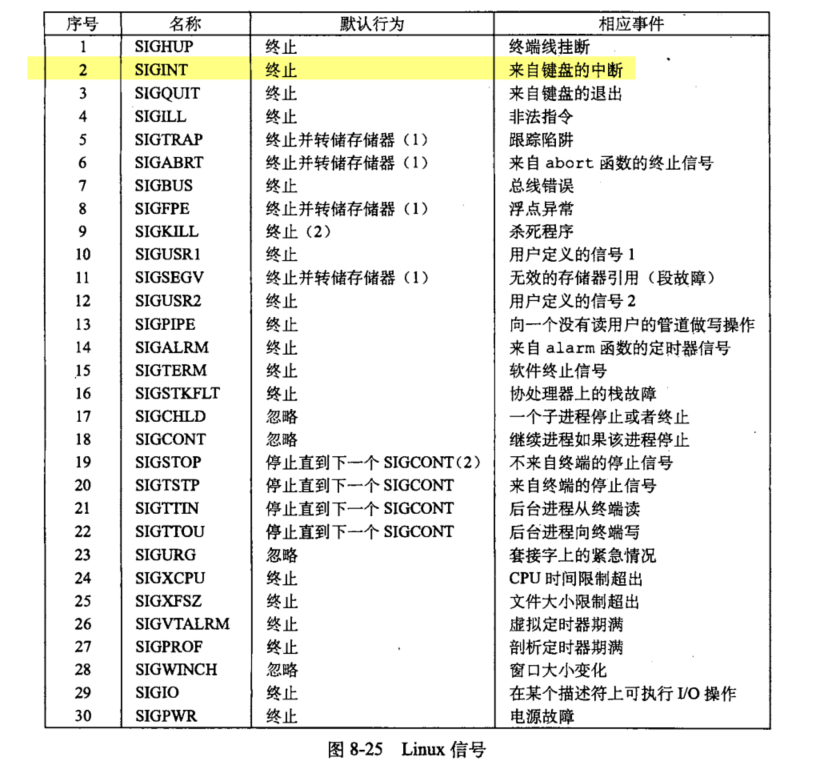 序号 名称 默认行为 相应事件
1 SIGHUP 终止 终端线挂断
2 SIGINT 终止 来自键盘的中断
3 SIGQUIT 终止 来自键盘的退出
4 SIGILL 终止 非法指令
5 SIGTRAP 终止并转储存储器（1） 跟踪陷阱
6 SIGABRT 终止并转储存储器（1） 来自 abort 函数的终止信号
7 SIGBUS 终止 总线错误
8 SIGFPE 终止并转储存储器（1） 浮点异常
9 SIGKILL 终止（2） 杀死程序
10 SIGUSR1 终止 用户定义的信号 1
11 SIGSEGV 终止并转储存储器（1） 无效的存储器引用（段故障）
12 SIGUSR2 终止 用户定义的信号 2
13 SIGPIPE 终止 向一个没有读用户的管道做写操作
14 SIGALRM 终止 来自 alarm 函数的定时器信号
15 SIGTERM 终止 软件终止信号
16 SIGSTKFLT 终止 协处理器上的栈故障
17 SIGCHLD 忽略 一个子进程停止或者终止
18 SIGCONT 忽略 继续进程如果该进程停止
19 SIGSTOP 停止直到下一个 SIGCONT（2） 不来自终端的停止信号
20 SIGTSTP 停止直到下一个 SIGCONT 来自终端的停止信号
21 SIGTTIN 停止直到下一个 SIGCONT 后台进程从终端读
22 SIGTTOU 停止直到下一个 SIGCONT 后台进程向终端写
23 SIGURG 忽略 套接字上的紧急情况
24 SIGXCPU 终止 CPU 时间限制超出
25 SIGXFSZ 终止 文件大小限制超出
26 SIGVTALRM 终止 虚拟定时器期满
27 SIGPROF 终止 剖析定时器期满
28 SIGWINCH 忽略 窗口大小变化
29 SIGIO 终止 在某个描述符上可执行 I/O 操作
30 SIGPWR 终止 电源故障
图 8-25 Linux 信号